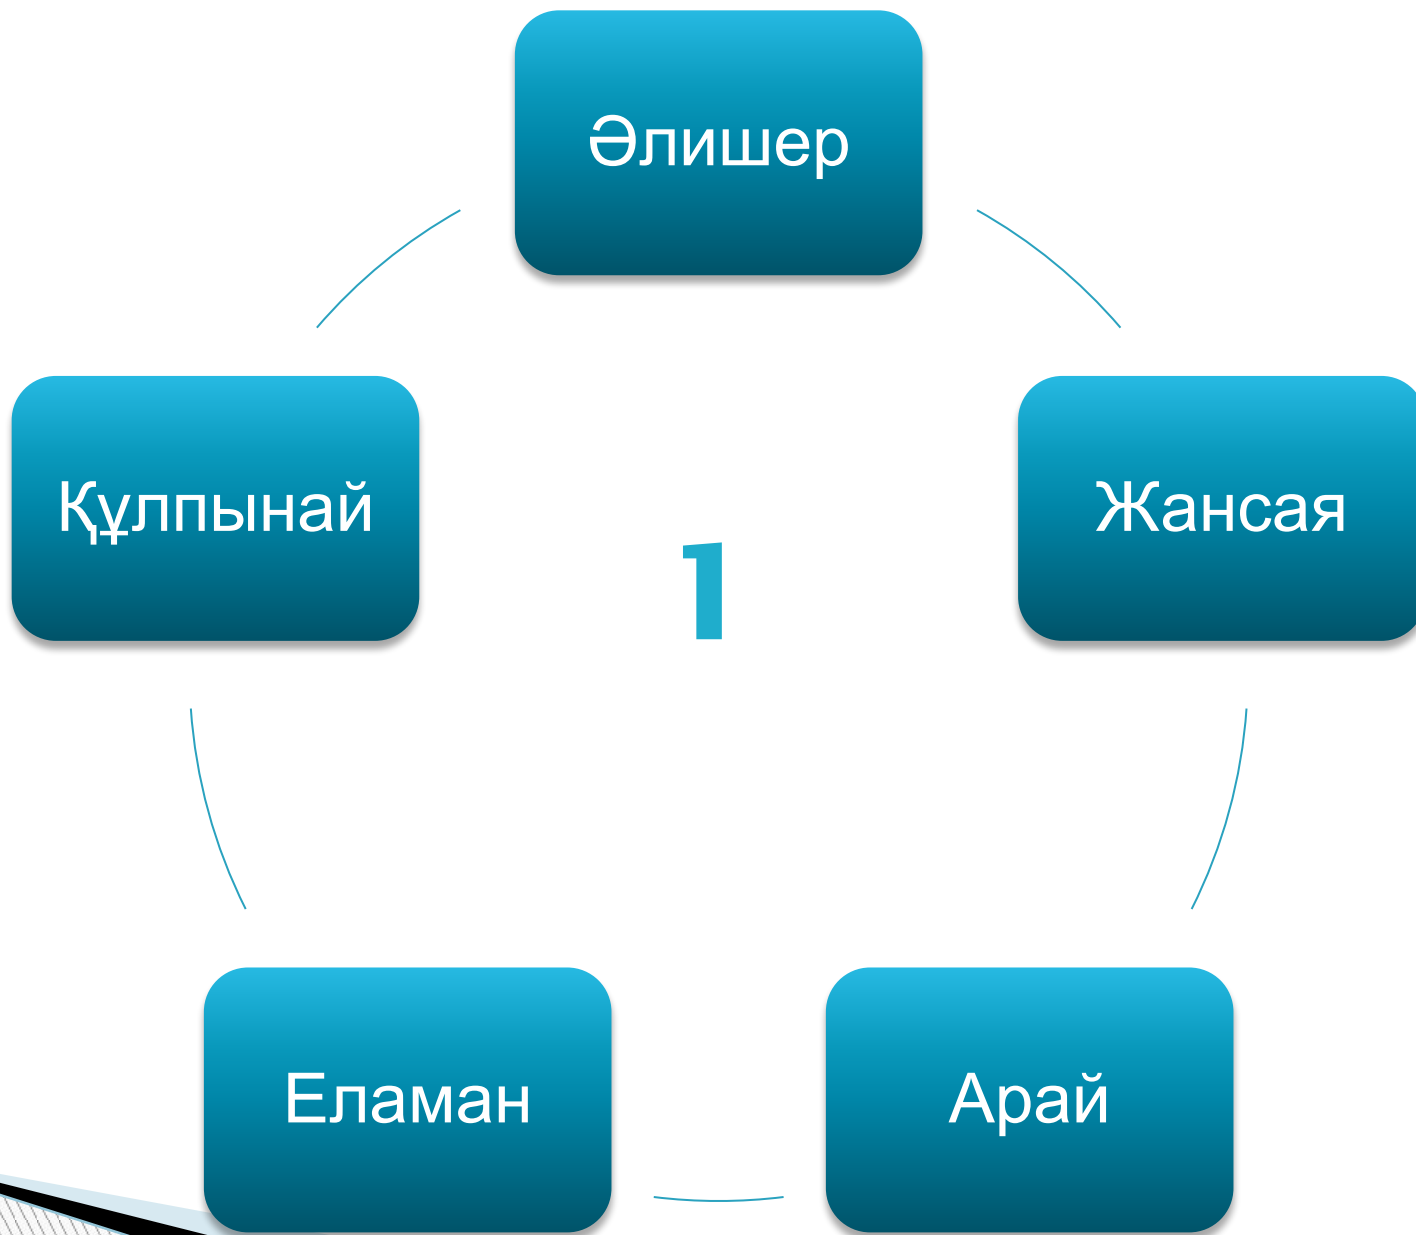 Әлишер
Құлпынай
Жансая
1
Еламан
Арай